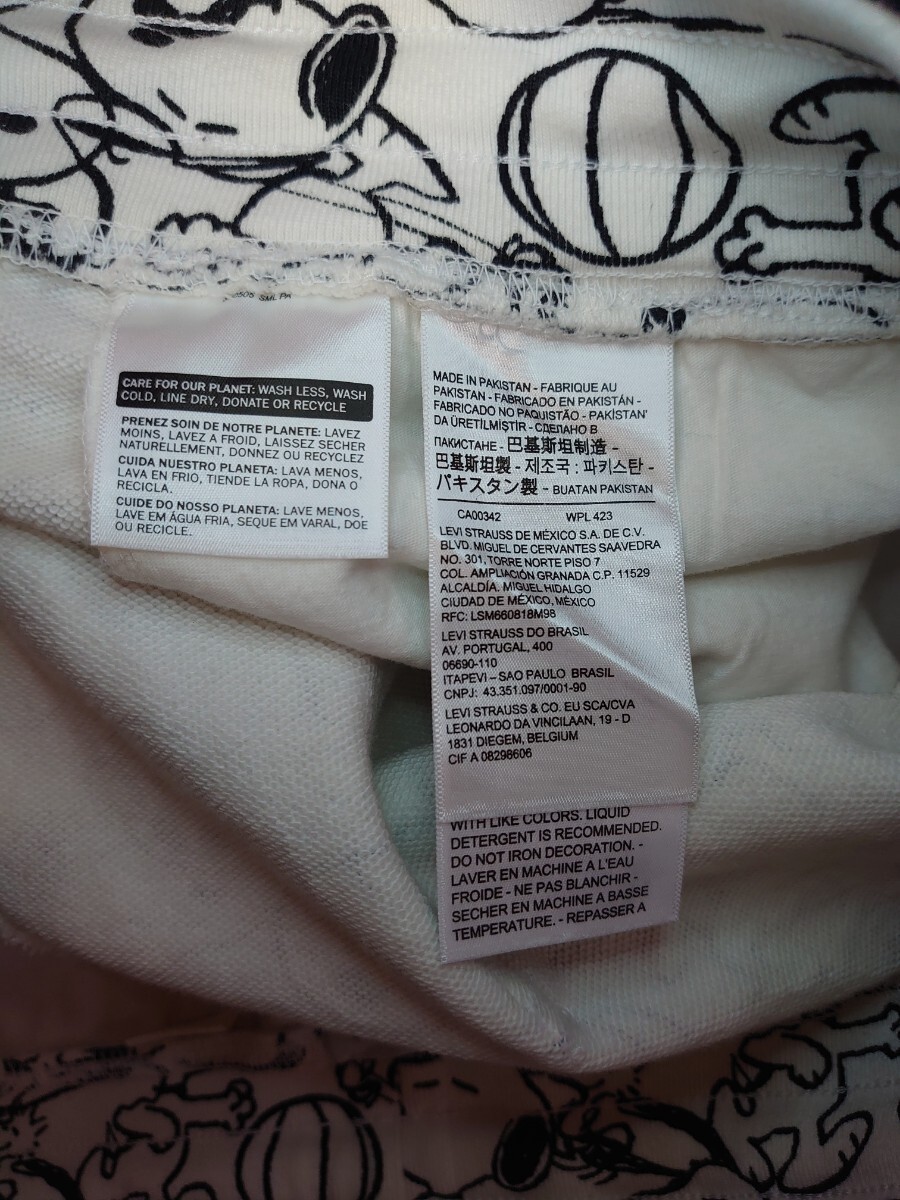 SML PK
CARE FOR OUR PLANET: WASH LESS, WASH
COLD, LINE DRY, DONATE OR RECYCLE
PRENEZ SOIN DE NOTRE PLANETE: LAVEZ
MOINS, LAVEZ A FROID, LAISSEZ SECHER
NATURELLEMENT, DONNEZ OU RECYCLEZ
CUIDA NUESTRO PLANETA: LAVA MENOS,
LAVA EN FRIO, TIENDE LA ROPA, DONA O
RECICLA.
CUIDE DO NOSSO PLANETA: LAVE MENOS,
LAVE EM ÁGUA FRIA, SEQUE EM VARAL, DOE
OU RECICLE.
MADE IN PAKISTAN - FABRIQUE AU
PAKISTAN - FABRICADO EN PAKISTÁN -
FABRICADO NO PAQUISTÃO - PAKİSTAN'
DA ÜRETİLMİŞTİR - СДЕЛАНО В
ПАКИСТАНЕ - 巴基斯坦制造 -
巴基斯坦製 - 제조국 : 파키스탄 -
パキスタン製 - BUATAN PAKISTAN
CA00342 WPL 423
LEVI STRAUSS DE MÉXICO S.A. DE C.V.
BLVD. MIGUEL DE CERVANTES SAAVEDRA
NO. 301, TORRE NORTE PISO 7
COL. AMPLIACIÓN GRANADA C.P. 11529
ALCALDÍA. MIGUEL HIDALGO
CIUDAD DE MÉXICO, MÉXICO
RFC: LSM660818M98
LEVI STRAUSS DO BRASIL
AV. PORTUGAL, 400
06690-110
ITAPEVI – SAO PAULO BRASIL
CNPJ: 43.351.097/0001-90
LEVI STRAUSS & CO. EU SCA/CVA
LEONARDO DA VINCILAAN, 19 - D
1831 DIEGEM, BELGIUM
CIF A 08298606
WITH LIKE COLORS. LIQUID
DETERGENT IS RECOMMENDED.
DO NOT IRON DECORATION. -
LAVER EN MACHINE A L'EAU
FROIDE - NE PAS BLANCHIR -
SECHER EN MACHINE A BASSE
TEMPERATURE. - REPASSER A